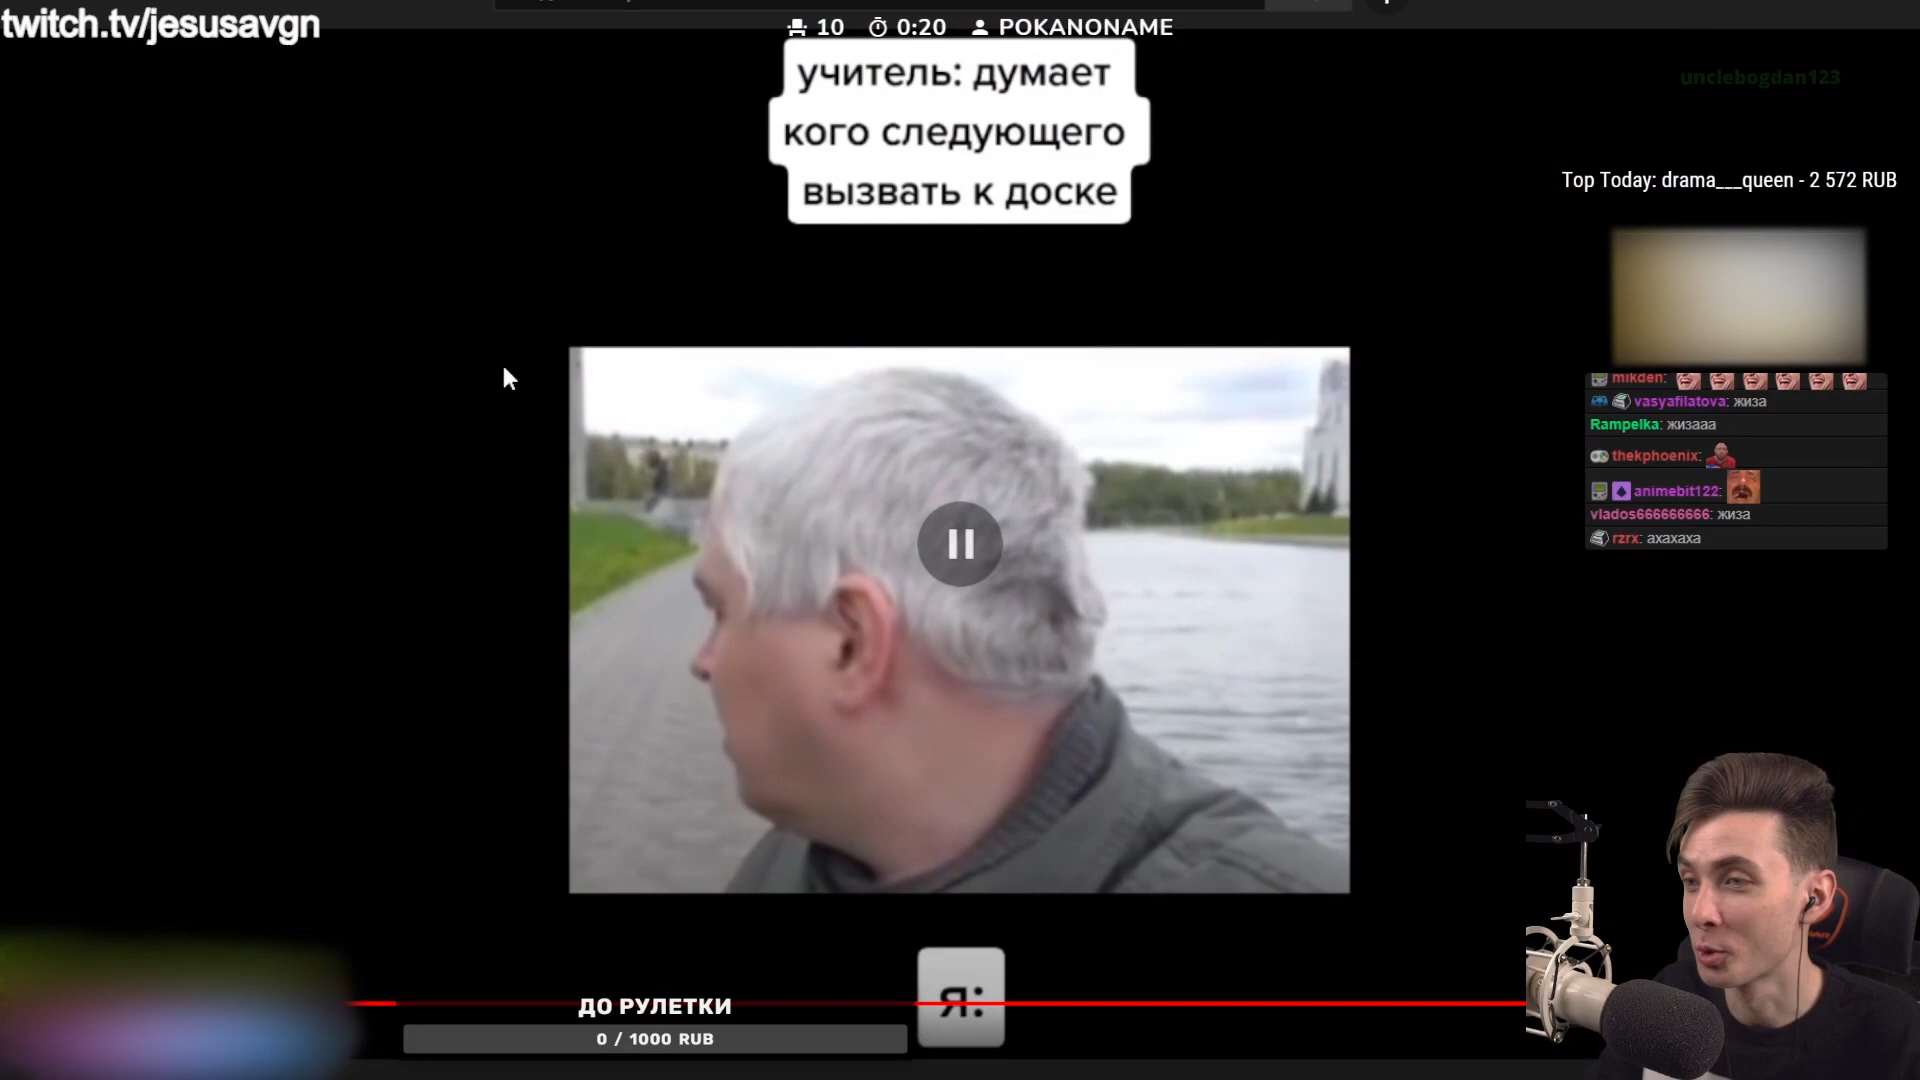 twitch.tv/jesusavgn
10 0:20 POKANONAME
учитель: думает
кого следующего
вызвать к доске
unclebogdan123
Top Today: drama___queen - 2 572 RUB
mikden:
vasyafilatova: жиза
Rampelka: жизааа
thekphoenix:
animebit122:
vlados666666666: жиза
rzrx: ахахаха
я:
ДО РУЛЕТКИ
0 / 1000 RUB